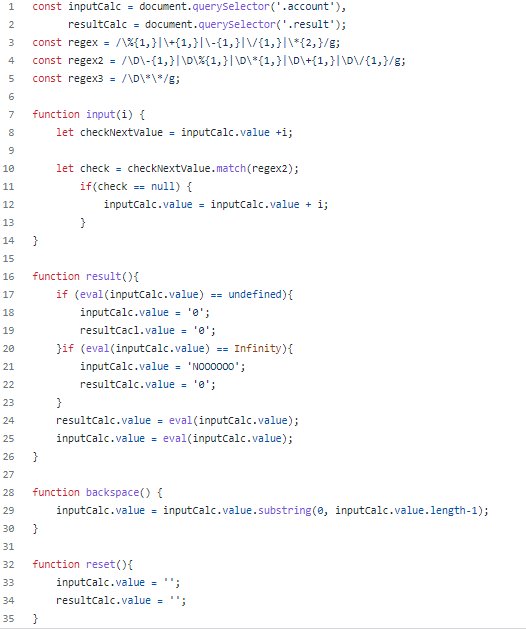 1 const inputCalc = document.querySelector('.account'),
2 resultCalc = document.querySelector('.result');
3 const regex = /\%{1,}|\+{1,}|\-{1,}|\/{1,}|\*{2,}/g;
4 const regex2 = /\D\-{1,}|\D\%{1,}|\D\*{1,}|\D\+{1,}|\D\/{1,}/g;
5 const regex3 = /\D\*\*/g;
6
7 function input(i) {
8 let checkNextValue = inputCalc.value +i;
9
10 let check = checkNextValue.match(regex2);
11 if(check == null) {
12 inputCalc.value = inputCalc.value + i;
13 }
14 }
15
16 function result(){
17 if (eval(inputCalc.value) == undefined){
18 inputCalc.value = '0';
19 resultCacl.value = '0';
20 }if (eval(inputCalc.value) == Infinity){
21 inputCalc.value = 'NOOOOOO';
22 resultCalc.value = '0';
23 }
24 resultCalc.value = eval(inputCalc.value);
25 inputCalc.value = eval(inputCalc.value);
26 }
27
28 function backspace() {
29 inputCalc.value = inputCalc.value.substring(0, inputCalc.value.length-1);
30 }
31
32 function reset(){
33 inputCalc.value = '';
34 resultCalc.value = '';
35 }